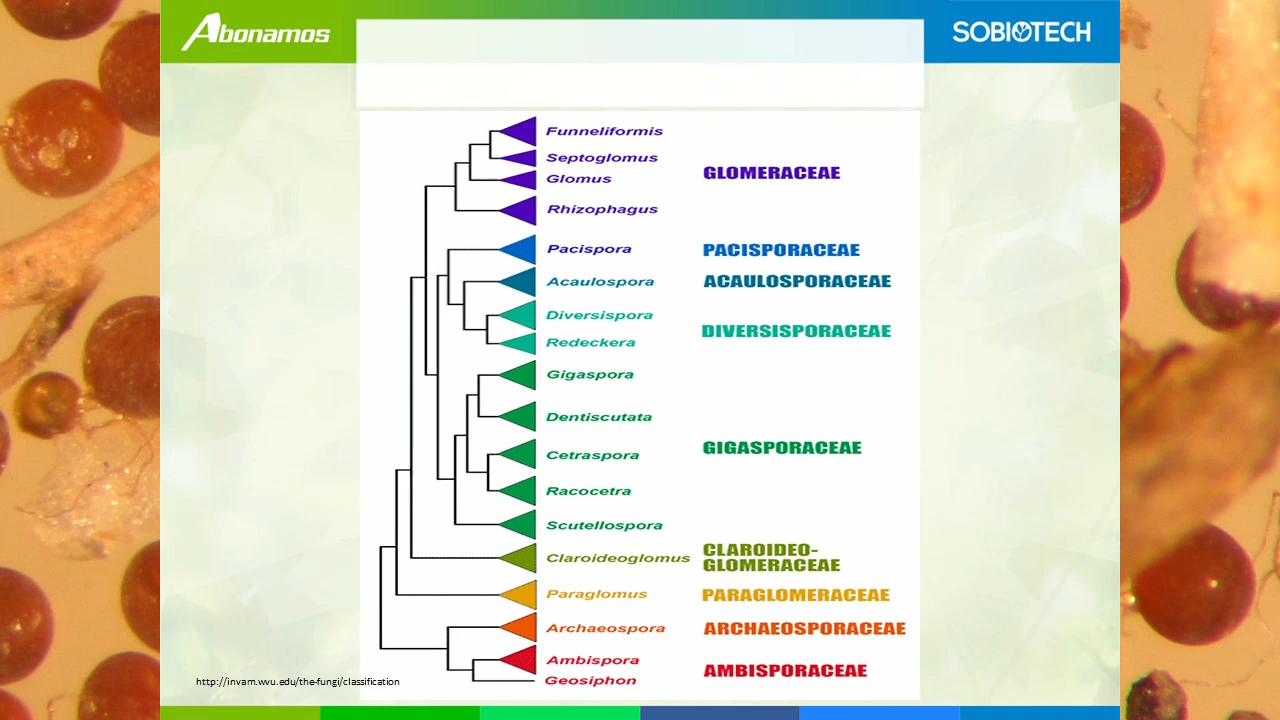 Abonamos
SOBIOTECH
Funneliformis
Septoglomus
Glomus
GLOMERACEAE
Rhizophagus
Pacispora PACISPORACEAE
Acaulospora ACAULOSPORACEAE
Diversispora
DIVERSISPORACEAE
Redeckera
Gigaspora
Dentiscutata
GIGASPORACEAE
Cetraspora
Racocetra
Scutellospora
Claroideoglomus CLAROIDEO-
GLOMERACEAE
Paraglomus PARAGLOMERACEAE
Archaeospora ARCHAEOSPORACEAE
Ambispora
AMBISPORACEAE
Geosiphon
http://invam.wvu.edu/the-fungi/classification